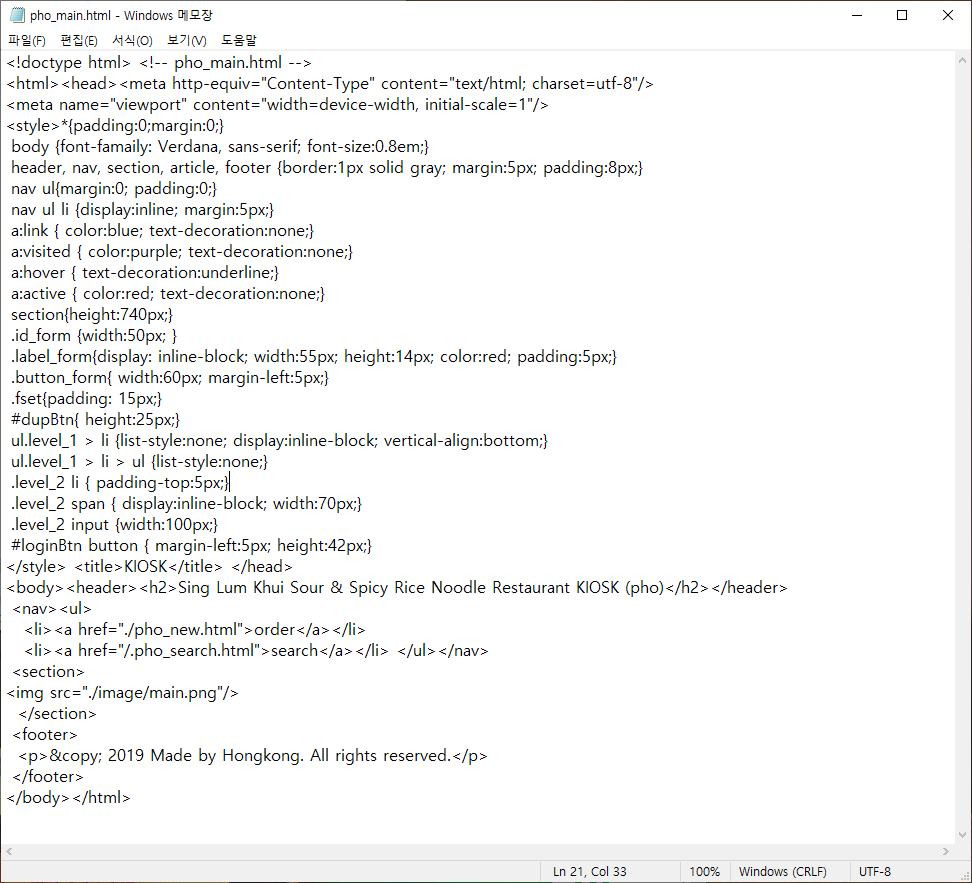 pho_main.html - Windows 메모장
파일(F) 편집(E) 서식(O) 보기(V) 도움말
<!doctype html> <!-- pho_main.html -->
<html><head><meta http-equiv="Content-Type" content="text/html; charset=utf-8"/>
<meta name="viewport" content="width=device-width, initial-scale=1"/>
<style>*{padding:0;margin:0;}
 body {font-famaily: Verdana, sans-serif; font-size:0.8em;}
 header, nav, section, article, footer {border:1px solid gray; margin:5px; padding:8px;}
 nav ul{margin:0; padding:0;}
 nav ul li {display:inline; margin:5px;}
 a:link { color:blue; text-decoration:none;}
 a:visited { color:purple; text-decoration:none;}
 a:hover { text-decoration:underline;}
 a:active { color:red; text-decoration:none;}
 section{height:740px;}
 .id_form {width:50px; }
 .label_form{display: inline-block; width:55px; height:14px; color:red; padding:5px;}
 .button_form{ width:60px; margin-left:5px;}
 .fset{padding: 15px;}
 #dupBtn{ height:25px;}
 ul.level_1 > li {list-style:none; display:inline-block; vertical-align:bottom;}
 ul.level_1 > li > ul {list-style:none;}
 .level_2 li { padding-top:5px;}
 .level_2 span { display:inline-block; width:70px;}
 .level_2 input {width:100px;}
 #loginBtn button { margin-left:5px; height:42px;}
</style> <title>KIOSK</title> </head>
<body><header><h2>Sing Lum Khui Sour & Spicy Rice Noodle Restaurant KIOSK (pho)</h2></header>
 <nav><ul>
   <li><a href="./pho_new.html">order</a></li>
   <li><a href="/.pho_search.html">search</a></li> </ul></nav>
 <section>
<img src="./image/main.png"/>
  </section>
 <footer>
  <p>&copy; 2019 Made by Hongkong. All rights reserved.</p>
 </footer>
</body></html>
Ln 21, Col 33 100% Windows (CRLF) UTF-8